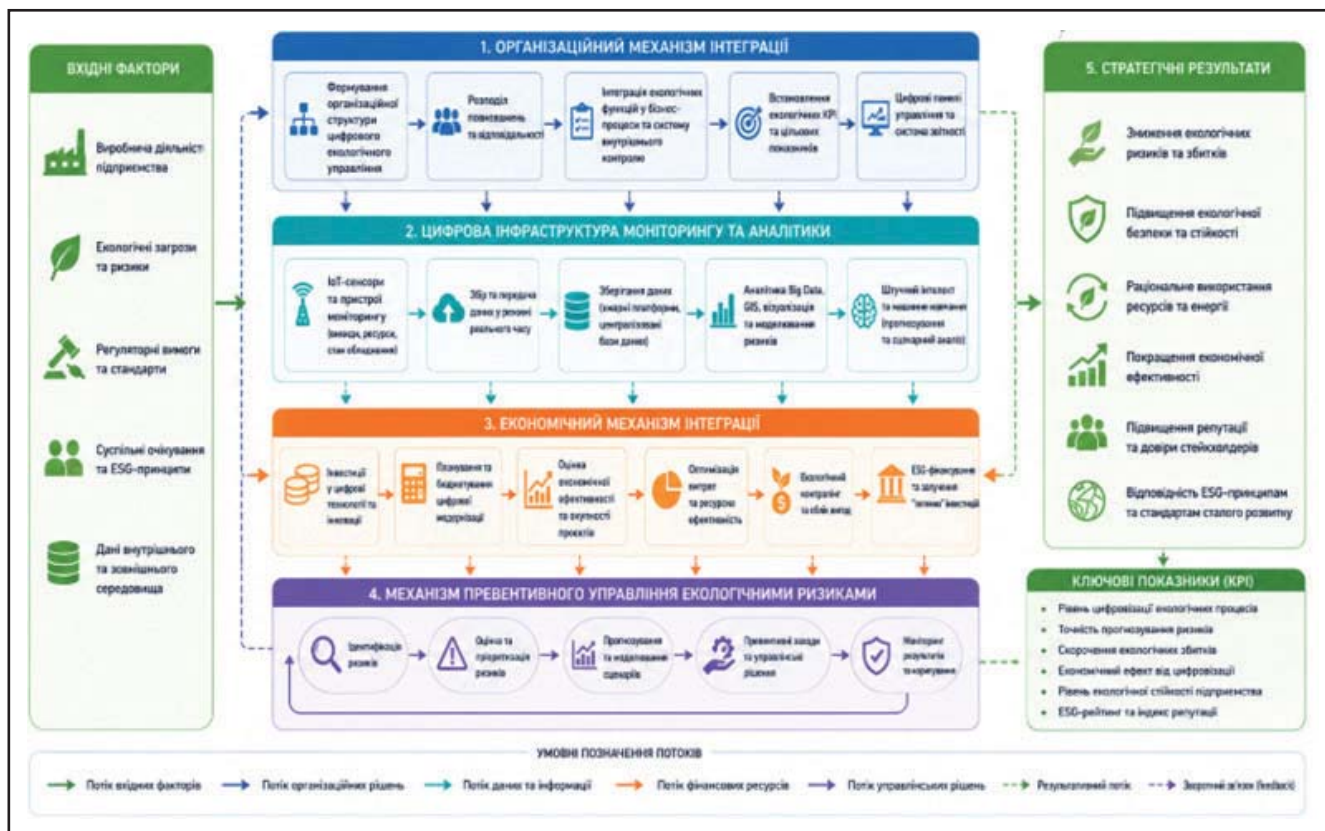 ВХІДНІ ФАКТОРИ
Виробнича діяльність
підприємства
Екологічні загрози
та ризики
Регуляторні вимоги
та стандарти
Суспільні очікування
та ESG-принципи
Дані внутрішнього
та зовнішнього
середовища
1. ОРГАНІЗАЦІЙНИЙ МЕХАНІЗМ ІНТЕГРАЦІЇ
Формування
організаційної
структури
цифрового
екологічного
управління
Розподіл
повноважень
та відповідальності
Інтеграція екологічних
функцій у бізнес-
процеси та систему
внутрішнього
контролю
Встановлення
екологічних KPI
та цільових
показників
Цифрові панелі
управління та
система звітності
2. ЦИФРОВА ІНФРАСТРУКТУРА МОНІТОРИНГУ ТА АНАЛІТИКИ
IoT-сенсори
та пристрої
моніторингу
(викиди, ресурси,
стан обладнання)
Збір та передача
даних у режимі
реального часу
Зберігання даних
(хмарні платформи,
централізовані
бази даних)
Аналітика Big Data,
GIS, візуалізація
та моделювання
ризиків
Штучний інтелект
та машинне навчання
(прогнозування
та сценарний аналіз)
3. ЕКОНОМІЧНИЙ МЕХАНІЗМ ІНТЕГРАЦІЇ
Інвестиції
у цифрові
технології та
інновації
Планування та
бюджетування
цифрової
модернізації
Оцінка
економічної
ефективності
та окупності
проєктів
Оптимізація
витрат
та ресурсна
ефективність
Екологічний
контролінг
та облік вигод
ESG-фінансування
та залучення
"зелених" інвестицій
4. МЕХАНІЗМ ПРЕВЕНТИВНОГО УПРАВЛІННЯ ЕКОЛОГІЧНИМИ РИЗИКАМИ
Ідентифікація
ризиків
Оцінка та
пріоритизація
ризиків
Прогнозування
та моделювання
сценаріїв
Превентивні заходи
та управлінські
рішення
Моніторинг
результатів
та коригування
5. СТРАТЕГІЧНІ РЕЗУЛЬТАТИ
Зниження екологічних
ризиків та збитків
Підвищення екологічної
безпеки та стійкості
Раціональне використання
ресурсів та енергії
Покращення економічної
ефективності
Підвищення репутації
та довіри стейкхолдерів
Відповідність ESG-принципам
та стандартам сталого розвитку
КЛЮЧОВІ ПОКАЗНИКИ (KPI)
• Рівень цифровізації екологічних процесів
• Точність прогнозування ризиків
• Скорочення екологічних збитків
• Економічний ефект від цифровізації
• Рівень екологічної стійкості підприємства
• ESG-рейтинг та індекс репутації
УМОВНІ ПОЗНАЧЕННЯ ПОТОКІВ
Потік вхідних факторів
Потік організаційних рішень
Потік даних та інформації
Потік фінансових ресурсів
Потік управлінських рішень
Результативний потік
Зворотний зв'язок (feedback)